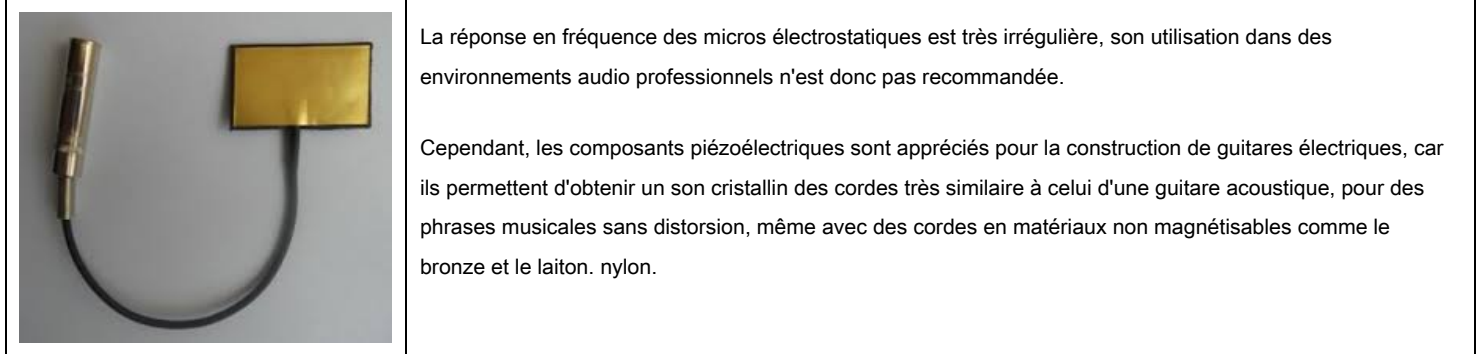 La réponse en fréquence des micros électrostatiques est très irrégulière, son utilisation dans des
environnements audio professionnels n'est donc pas recommandée.
Cependant, les composants piézoélectriques sont appréciés pour la construction de guitares électriques, car
ils permettent d'obtenir un son cristallin des cordes très similaire à celui d'une guitare acoustique, pour des
phrases musicales sans distorsion, même avec des cordes en matériaux non magnétisables comme le
bronze et le laiton. nylon.